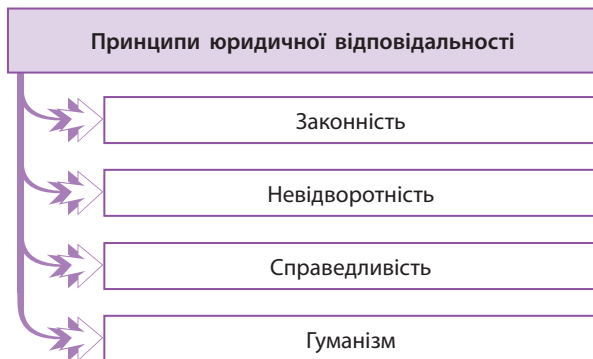 Принципи юридичної відповідальності
Законність
Невідворотність
Справедливість
Гуманізм